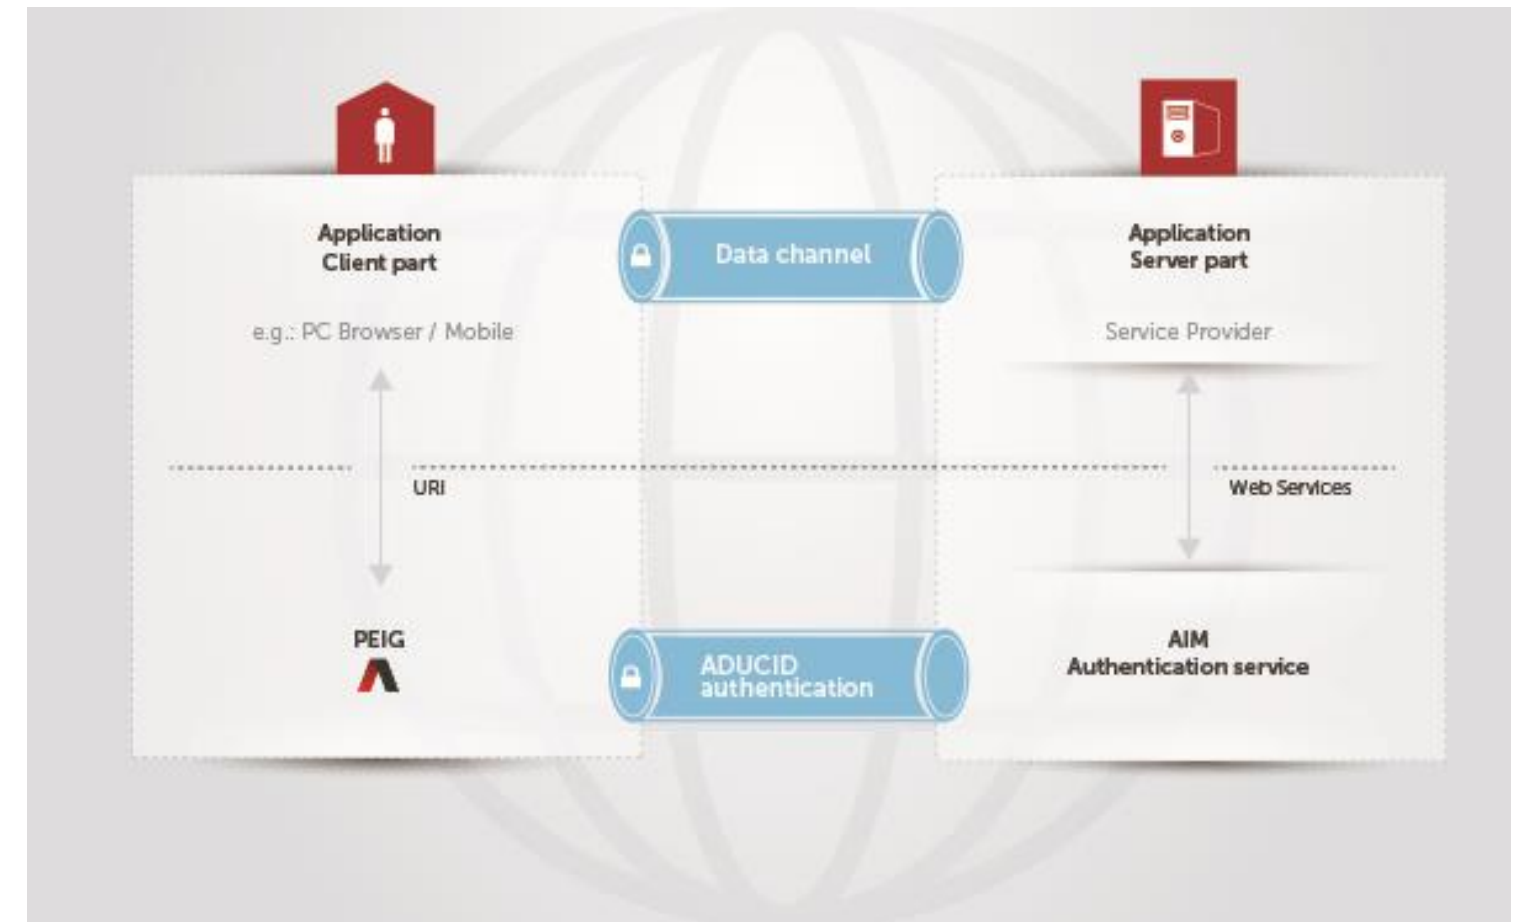 Application
Client part
e.g.: PC Browser / Mobile
Data channel
Application
Server part
Service Provider
URI
Web Services
PEIG
ADUCID
authentication
AIM
Authentication service